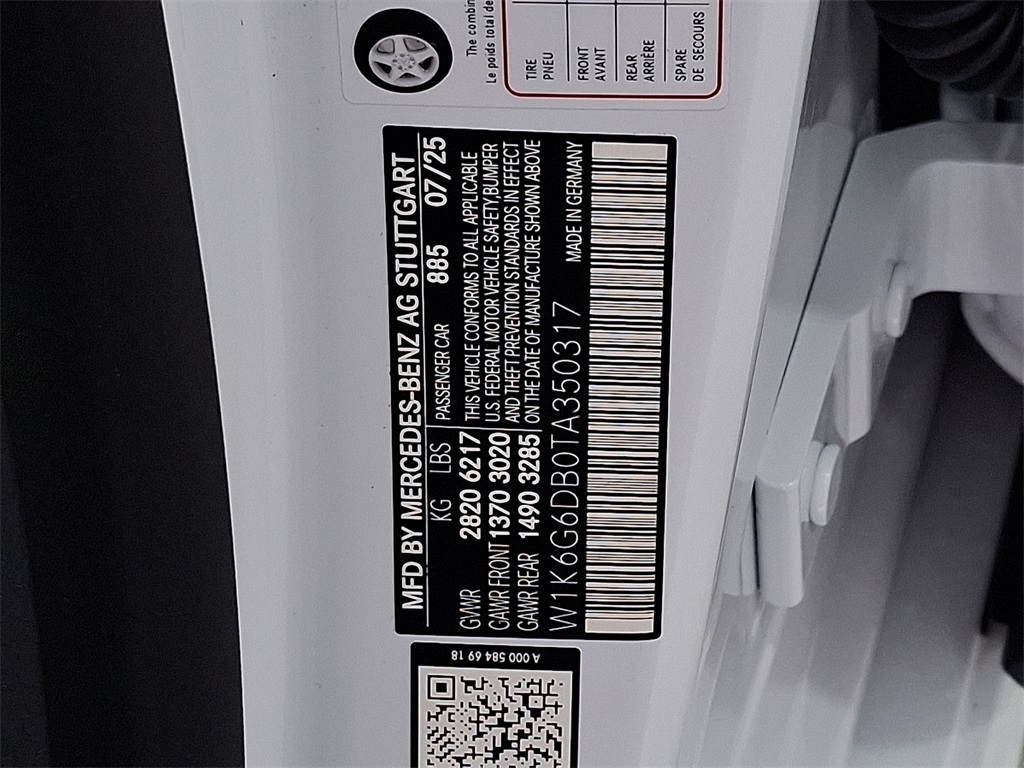 The combin
Le poids total de
TIRE
PNEU
FRONT
AVANT
REAR
ARRIÈRE
SPARE
DE SECOURS
MFD BY MERCEDES-BENZ AG STUTTGART
KG LBS PASSENGER CAR 885 07/25
GVWR 2820 6217
GAWR FRONT 1370 3020
GAWR REAR 1490 3285
THIS VEHICLE CONFORMS TO ALL APPLICABLE
U.S. FEDERAL MOTOR VEHICLE SAFETY,BUMPER
AND THEFT PREVENTION STANDARDS IN EFFECT
ON THE DATE OF MANUFACTURE SHOWN ABOVE
MADE IN GERMANY
W1K6G6DB0TA350317
A 000 584 69 18